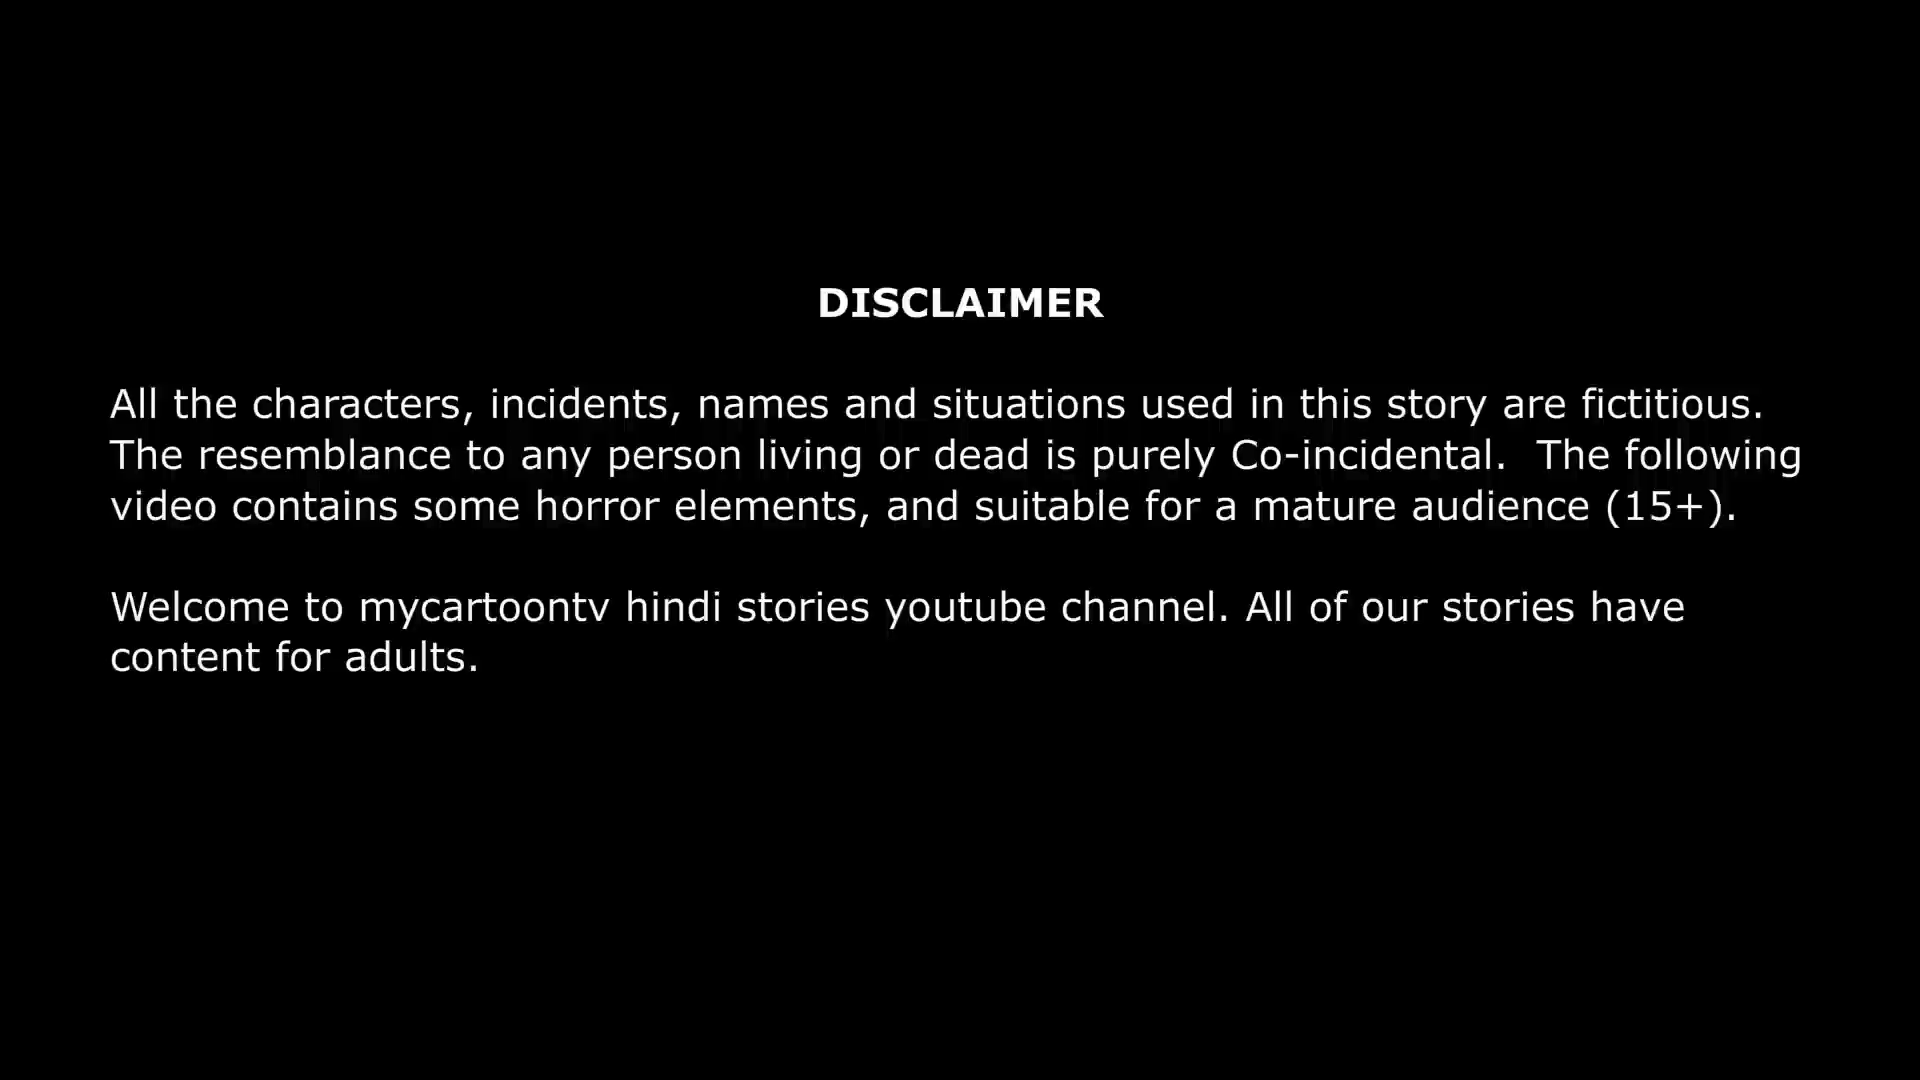 DISCLAIMER
All the characters, incidents, names and situations used in this story are fictitious.
The resemblance to any person living or dead is purely Co-incidental.  The following
video contains some horror elements, and suitable for a mature audience (15+).
Welcome to mycartoontv hindi stories youtube channel. All of our stories have
content for adults.